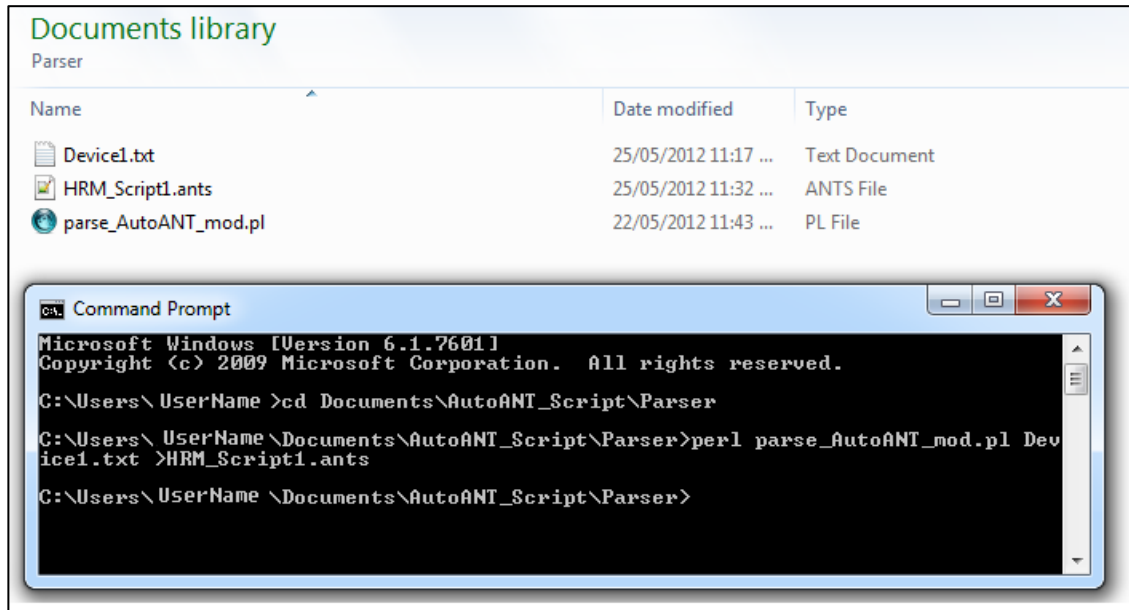 Documents library
Parser
Name Date modified Type
Device1.txt 25/05/2012 11:17 ... Text Document
HRM_Script1.ants 25/05/2012 11:32 ... ANTS File
parse_AutoANT_mod.pl 22/05/2012 11:43 ... PL File
C:\. Command Prompt
Microsoft Windows [Version 6.1.7601]
Copyright (c) 2009 Microsoft Corporation. All rights reserved.
C:\Users\ UserName >cd Documents\AutoANT_Script\Parser
C:\Users\ UserName \Documents\AutoANT_Script\Parser>perl parse_AutoANT_mod.pl Dev
ice1.txt >HRM_Script1.ants
C:\Users\ UserName \Documents\AutoANT_Script\Parser>